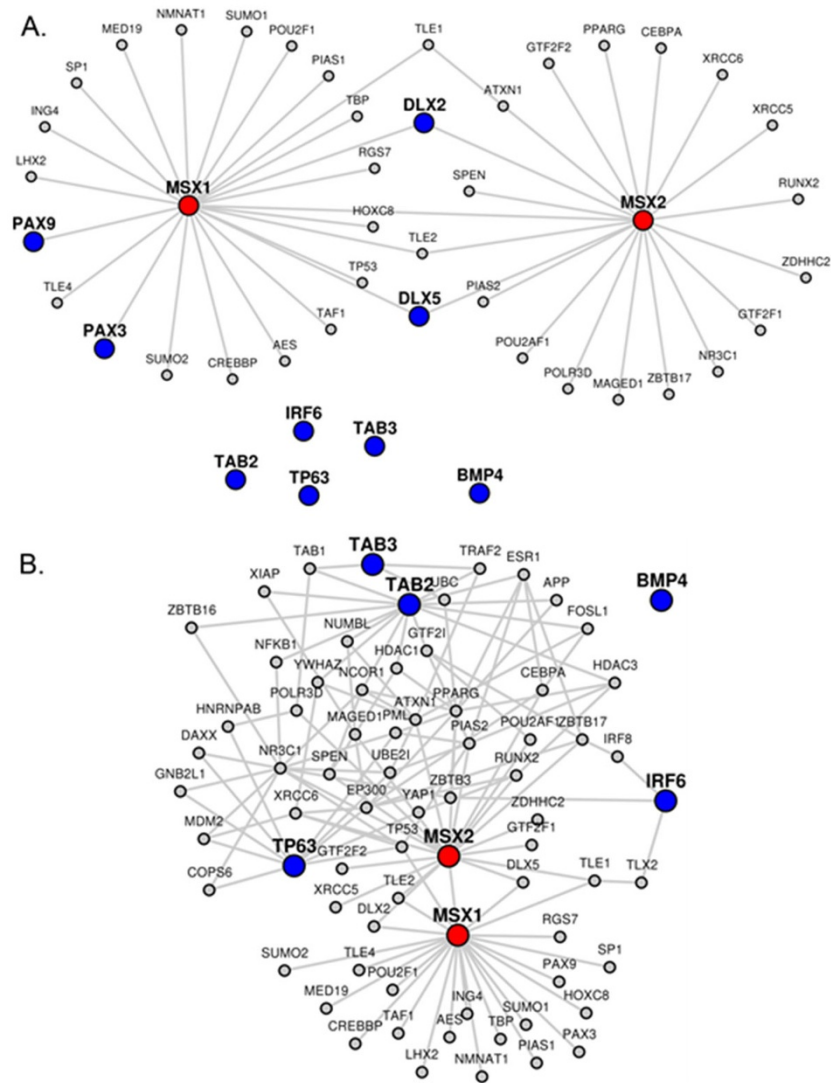 A.
NMNAT1
SUMO1
MED19
POU2F1
TLE1
PPARG
CEBPA
GTF2F2
SP1
PIAS1
XRCC6
ATXN1
ING4
TBP
DLX2
XRCC5
LHX2
RGS7
MSX1
SPEN
MSX2
RUNX2
PAX9
HOXC8
TLE2
ZDHHC2
TLE4
TP53
DLX5
PIAS2
PAX3
TAF1
GTF2F1
SUMO2
CREBBP
AES
POU2AF1
POLR3D
MAGED1
ZBTB17
NR3C1
IRF6
TAB3
TAB2
TP63
BMP4
B.
TAB3
TAB1
TRAF2
ESR1
XIAP
TAB2
UBC
APP
BMP4
ZBTB16
NUMBL
FOSL1
NFKB1
GTF2I
HDAC1
YWHAZ
NCOR1
CEBPA
HDAC3
POLR3D
PPARG
HNRNPAB
ATXN1
MAGED1
PML
PIAS2
POU2AF1
ZBTB17
DAXX
NR3C1
SPEN
UBE2I
RUNX2
IRF8
GNB2L1
EP300
ZBTB3
IRF6
XRCC6
YAP1
ZDHHC2
MDM2
TP63
TP53
MSX2
GTF2F1
COPS6
GTF2F2
DLX5
TLE1
TLX2
XRCC5
TLE2
DLX2
MSX1
RGS7
SUMO2
TLE4
SP1
POU2F1
PAX9
MED19
ING4
HOXC8
CREBBP
TAF1
AES
TBP
SUMO1
PAX3
LHX2
NMNAT1
PIAS1